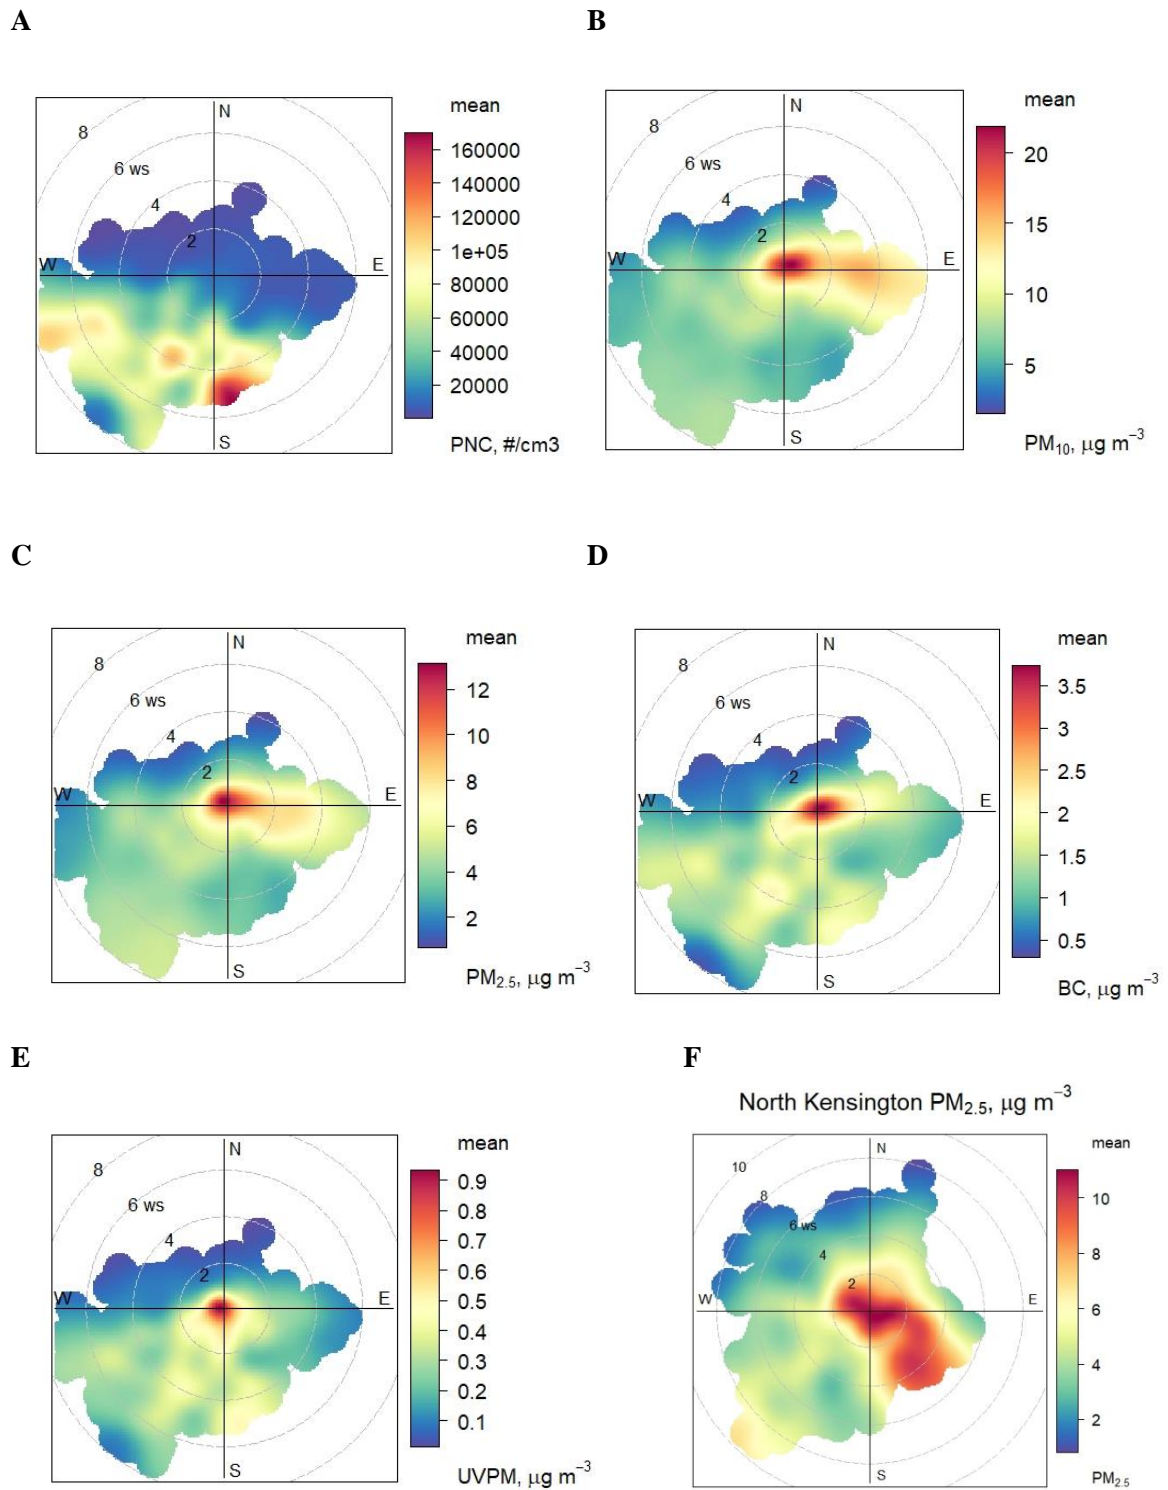 A
B
mean
N
8
6 ws
4
2
W
E
S
160000
140000
120000
1e+05
80000
60000
40000
20000
PNC, #/cm3
mean
N
8
6 ws
4
2
W
E
S
20
15
10
5
PM₁₀, μg m⁻³
C
D
mean
N
8
6 ws
4
2
W
E
S
12
10
8
6
4
2
PM₂.₅, μg m⁻³
mean
N
8
6 ws
4
2
W
E
S
3.5
3
2.5
2
1.5
1
0.5
BC, μg m⁻³
E
F
mean
N
8
6 ws
4
2
W
E
S
0.9
0.8
0.7
0.6
0.5
0.4
0.3
0.2
0.1
UVPM, μg m⁻³
North Kensington PM₂.₅, μg m⁻³
mean
N
10
8
6 ws
4
2
W
E
S
10
8
6
4
2
PM₂.₅